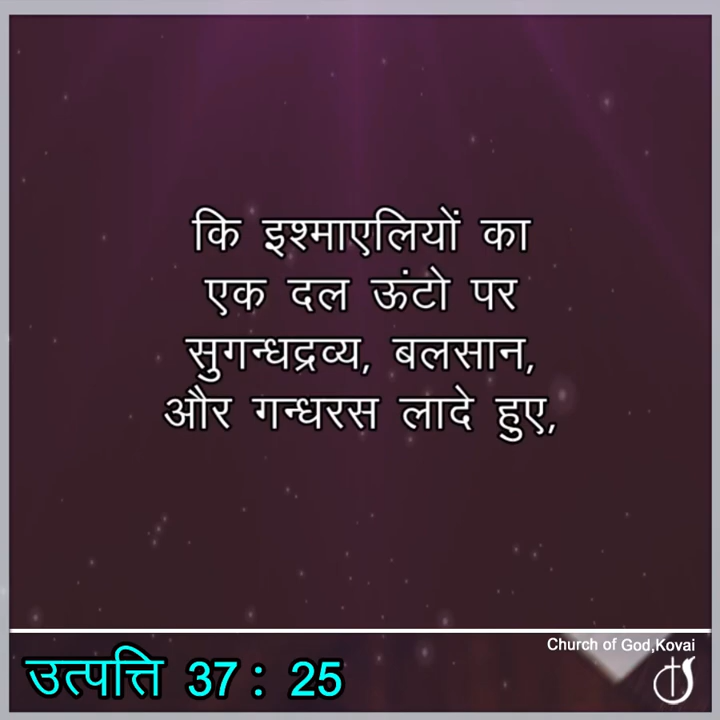 कि इश्माएलियों का
एक दल ऊंटो पर
सुगन्धद्रव्य, बलसान,
और गन्धरस लादे हुए,
Church of God,Kovai
उत्पत्ति 37 : 25